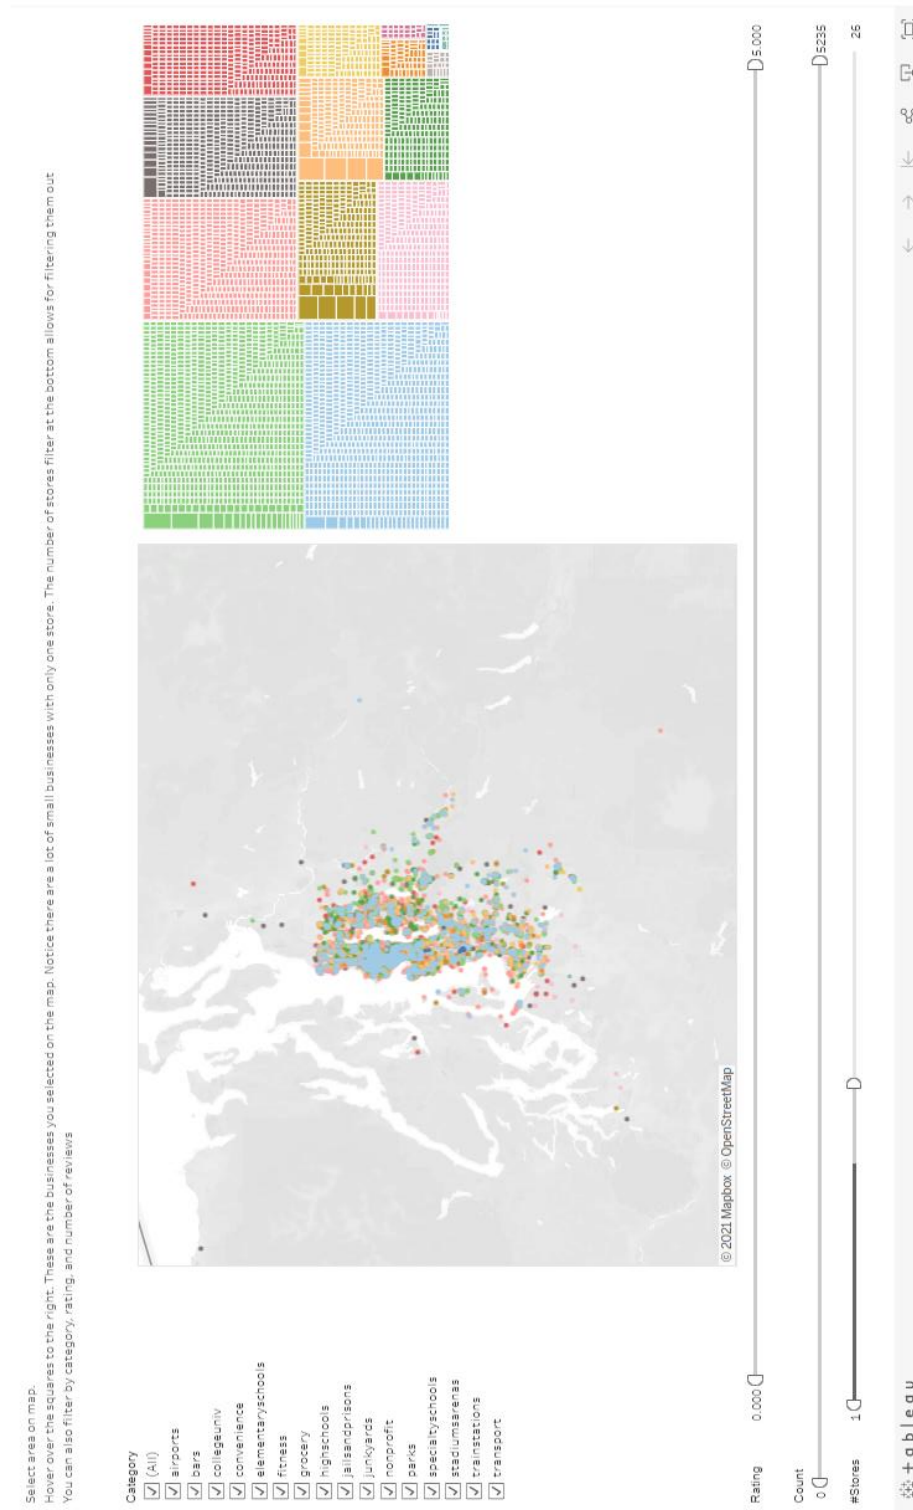 Select area on map.
Hover over the squares to the right. These are the businesses you selected on the map. Notice there are a lot of small businesses with only one store. The number of stores filter at the bottom allows for filtering them out
You can also filter by category, rating, and number of reviews
Category
(All)
airports
bars
collegeuniv
convenience
elementaryschools
fitness
grocery
highschools
jailsandprisons
junkyards
nonprofit
parks
specialtyschools
stadiumsarenas
trainstations
transport
© 2021 Mapbox © OpenStreetMap
Rating
0.000 5.000
Count
0 5235
#Stores
1 26
+ a b l e a u